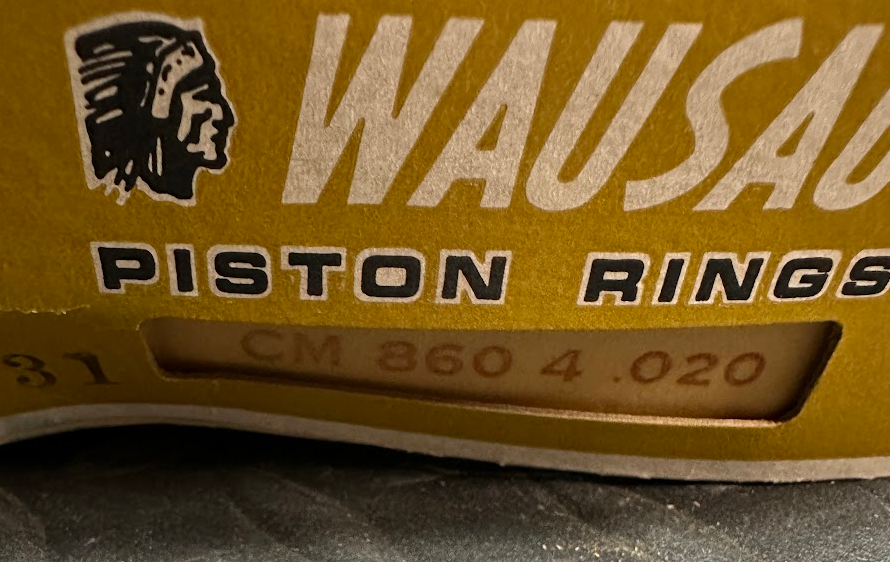 WAUSAU
PISTON RINGS
31
CM 860 4 .020